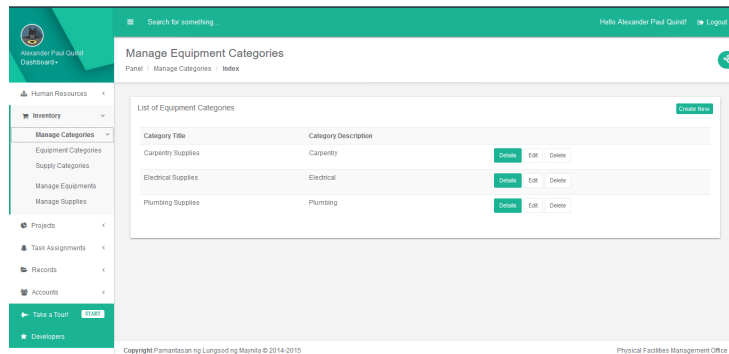 Search for something...
Hello Alexander Paul Quinit! Logout
Alexander Paul Quinit
Dashboard
Manage Equipment Categories
Panel / Manage Categories / Index
Human Resources
Inventory
Manage Categories
Equipment Categories
Supply Categories
Manage Equipments
Manage Supplies
Projects
Task Assignments
Records
Accounts
Take a Tour! START
Developers
List of Equipment Categories
Create New
Category Title Category Description
Carpentry Supplies Carpentry Details Edit Delete
Electrical Supplies Electrical Details Edit Delete
Plumbing Supplies Plumbing Details Edit Delete
Copyright Pamantasan ng Lungsod ng Maynila © 2014-2015
Physical Facilities Management Office